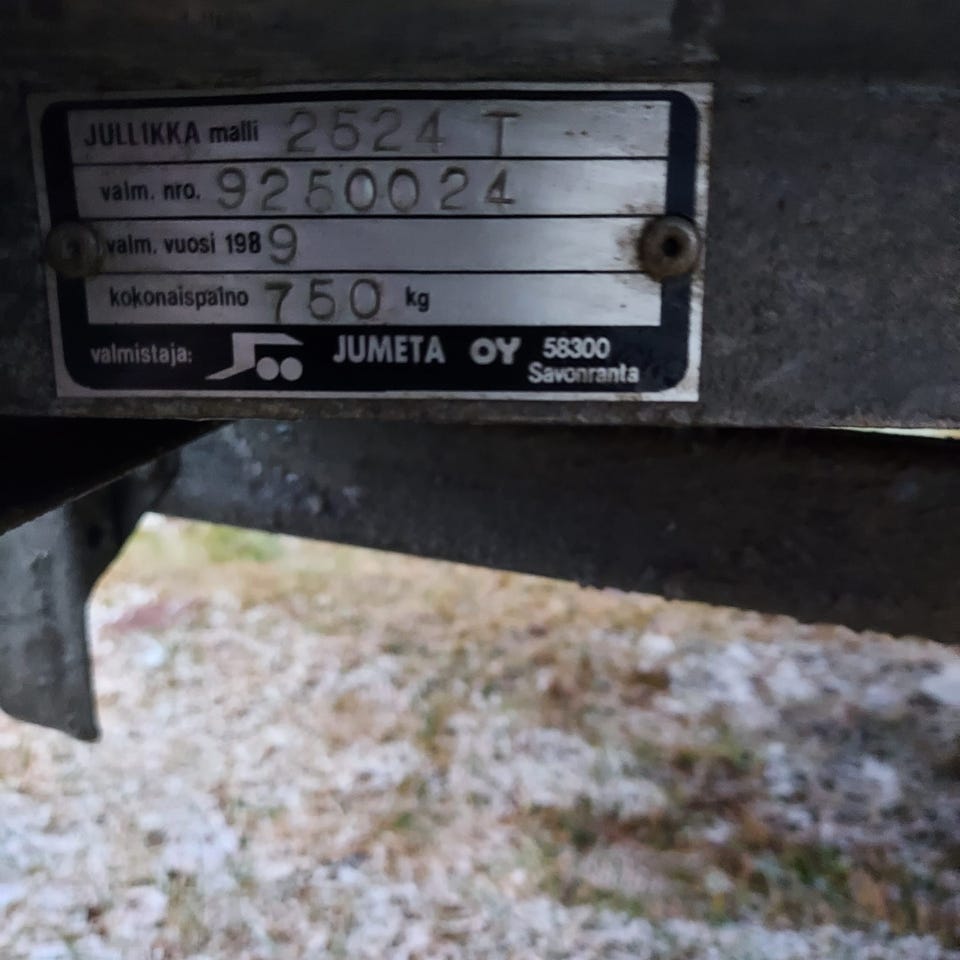 JULLIKKA malli 2524 T
valm. nro. 9250024
valm. vuosi 1989
kokonaispaino 750 kg
valmistaja: JUMETA OY 58300
Savonranta